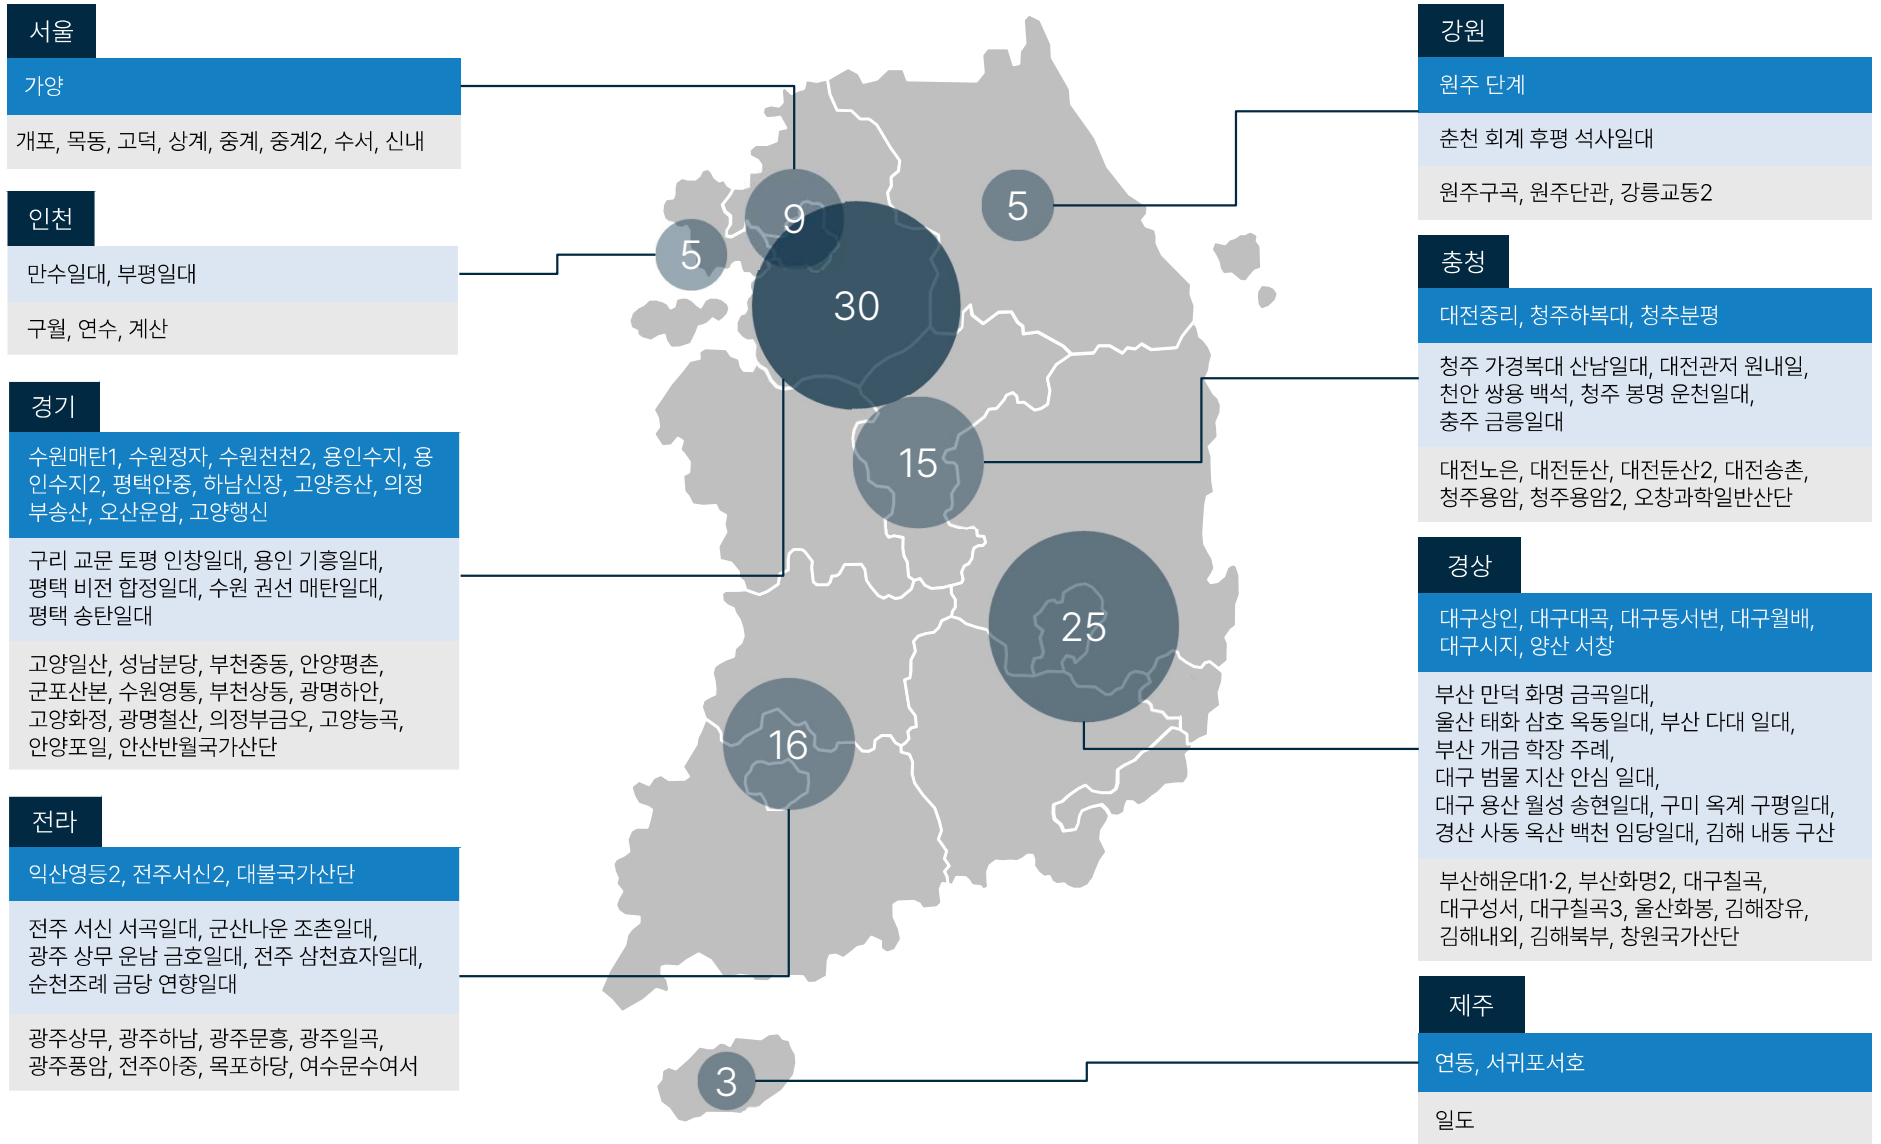 서울
가양
개포, 목동, 고덕, 상계, 중계, 중계2, 수서, 신내
인천
만수일대, 부평일대
구월, 연수, 계산
경기
수원매탄1, 수원정자, 수원천천2, 용인수지, 용
인수지2, 평택안중, 하남신장, 고양증산, 의정
부송산, 오산운암, 고양행신
구리 교문 토평 인창일대, 용인 기흥일대,
평택 비전 합정일대, 수원 권선 매탄일대,
평택 송탄일대
고양일산, 성남분당, 부천중동, 안양평촌,
군포산본, 수원영통, 부천상동, 광명하안,
고양화정, 광명철산, 의정부금오, 고양능곡,
안양포일, 안산반월국가산단
전라
익산영등2, 전주서신2, 대불국가산단
전주 서신 서곡일대, 군산나운 조촌일대,
광주 상무 운남 금호일대, 전주 삼천효자일대,
순천조례 금당 연향일대
광주상무, 광주하남, 광주문흥, 광주일곡,
광주풍암, 전주아중, 목포하당, 여수문수여서
9
5
5
30
15
25
16
3
강원
원주 단계
춘천 회계 후평 석사일대
원주구곡, 원주단관, 강릉교동2
충청
대전중리, 청주하복대, 청추분평
청주 가경복대 산남일대, 대전관저 원내일,
천안 쌍용 백석, 청주 봉명 운천일대,
충주 금릉일대
대전노은, 대전둔산, 대전둔산2, 대전송촌,
청주용암, 청주용암2, 오창과학일반산단
경상
대구상인, 대구대곡, 대구동서변, 대구월배,
대구시지, 양산 서창
부산 만덕 화명 금곡일대,
울산 태화 삼호 옥동일대, 부산 다대 일대,
부산 개금 학장 주례,
대구 범물 지산 안심 일대,
대구 용산 월성 송현일대, 구미 옥계 구평일대,
경산 사동 옥산 백천 임당일대, 김해 내동 구산
부산해운대1·2, 부산화명2, 대구칠곡,
대구성서, 대구칠곡3, 울산화봉, 김해장유,
김해내외, 김해북부, 창원국가산단
제주
연동, 서귀포서호
일도